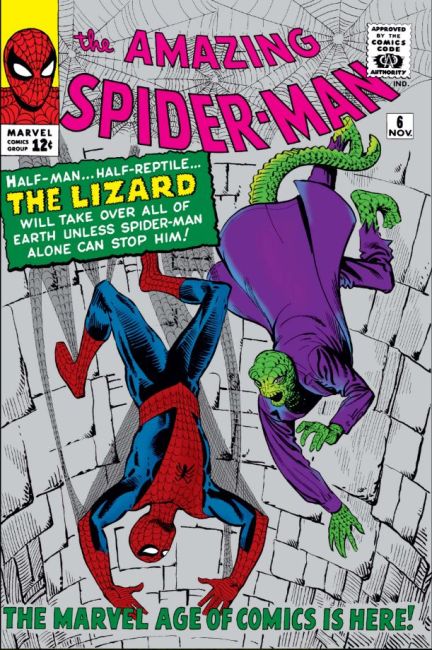 the AMAZING
SPIDER-MAN
APPROVED
BY THE
COMICS
CODE
AUTHORITY
IND.
MARVEL
COMICS
GROUP 12¢
6
NOV.
HALF-MAN...HALF-REPTILE...
THE LIZARD
WILL TAKE OVER ALL OF
EARTH UNLESS SPIDER-MAN
ALONE CAN STOP HIM!
THE MARVEL AGE OF COMICS IS HERE!